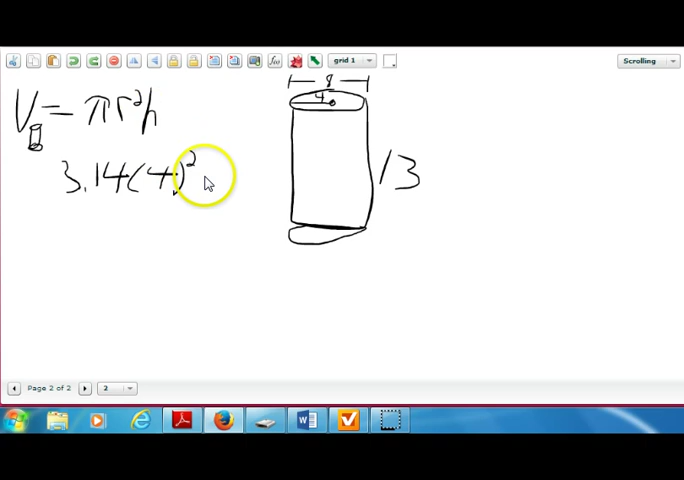 grid 1
Scrolling
8
V = πr²h
4
3.14(4)²
13
Page 2 of 2
2